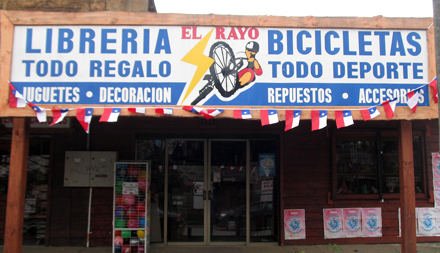 LIBRERIA
TODO REGALO
JUGUETES • DECORACION
EL RAYO
BICICLETAS
TODO DEPORTE
REPUESTOS • ACCESORIOS